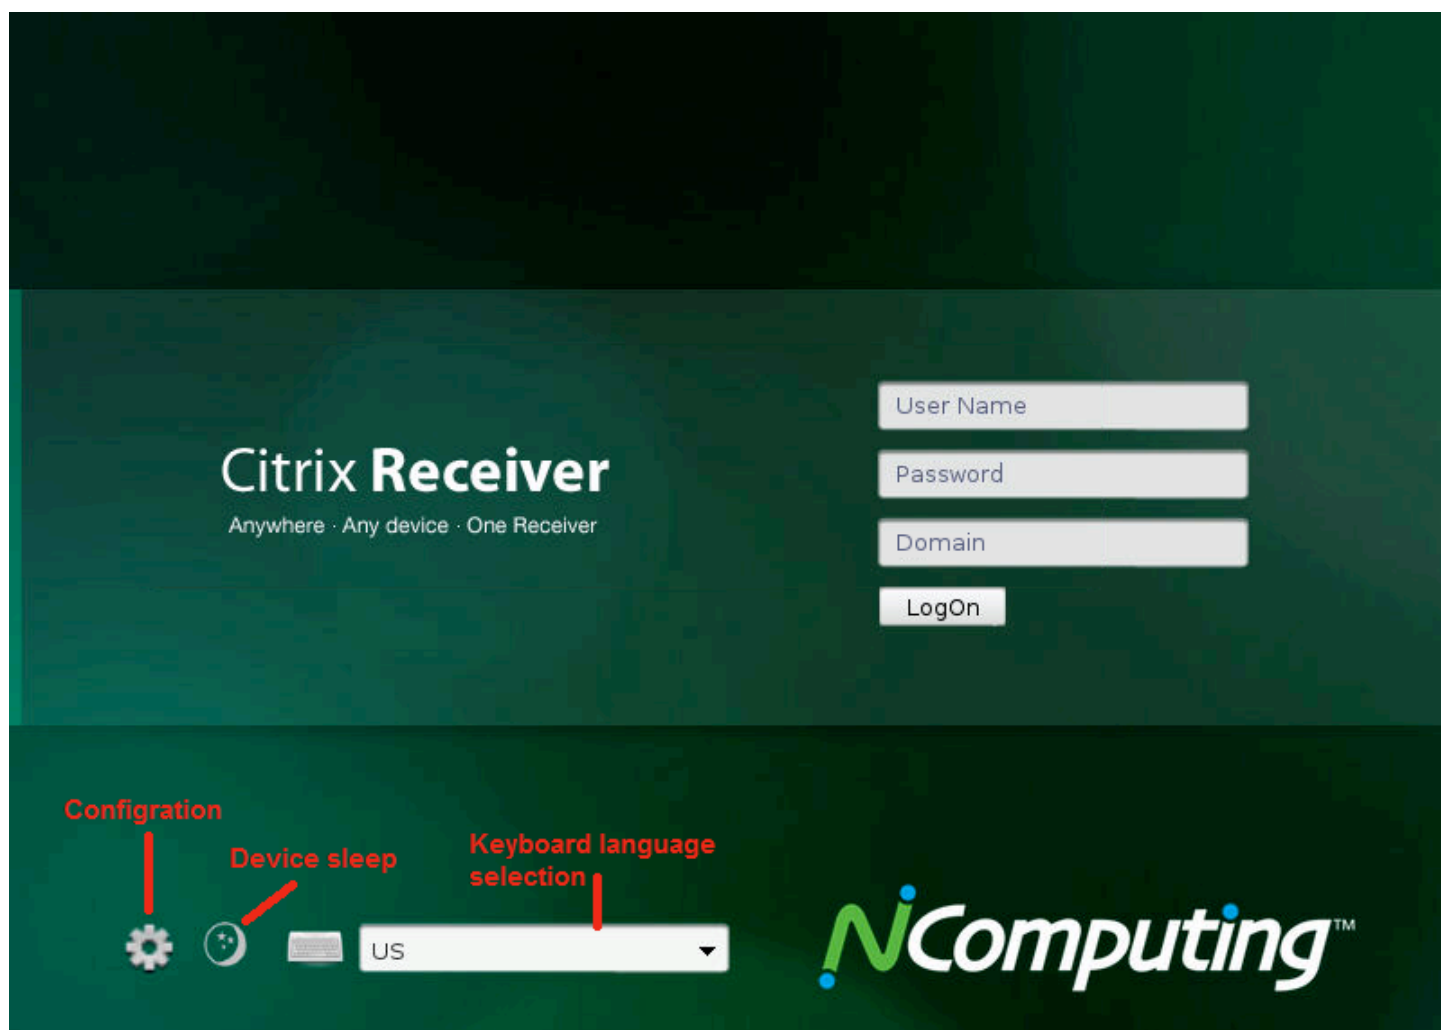 User Name
Password
Domain
LogOn
Citrix Receiver
Anywhere · Any device · One Receiver
Configration
Device sleep
Keyboard language
selection
US
NComputing™